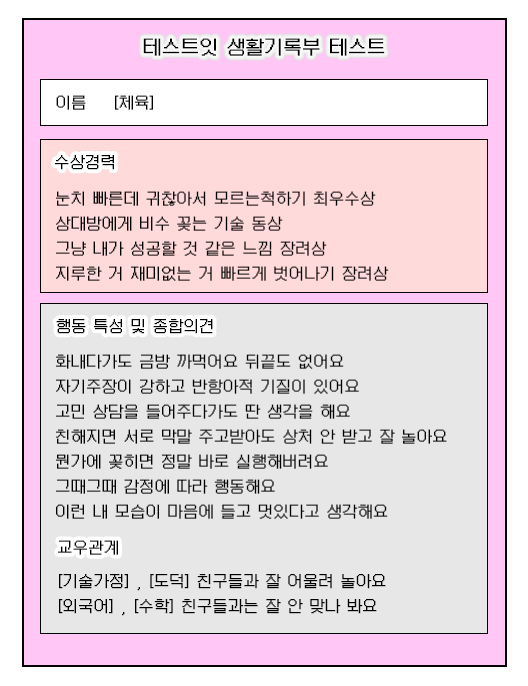 테스트잇 생활기록부 테스트
이름 [체육]
수상경력
눈치 빠른데 귀찮아서 모르는척하기 최우수상
상대방에게 비수 꽂는 기술 동상
그냥 내가 성공할 것 같은 느낌 장려상
지루한 거 재미없는 거 빠르게 벗어나기 장려상
행동 특성 및 종합의견
화내다가도 금방 까먹어요 뒤끝도 없어요
자기주장이 강하고 반항아적 기질이 있어요
고민 상담을 들어주다가도 딴 생각을 해요
친해지면 서로 막말 주고받아도 상처 안 받고 잘 놀아요
뭔가에 꽂히면 정말 바로 실행해버려요
그때그때 감정에 따라 행동해요
이런 내 모습이 마음에 들고 멋있다고 생각해요
교우관계
[기술가정] , [도덕] 친구들과 잘 어울려 놀아요
[외국어] , [수학] 친구들과는 잘 안 맞나 봐요